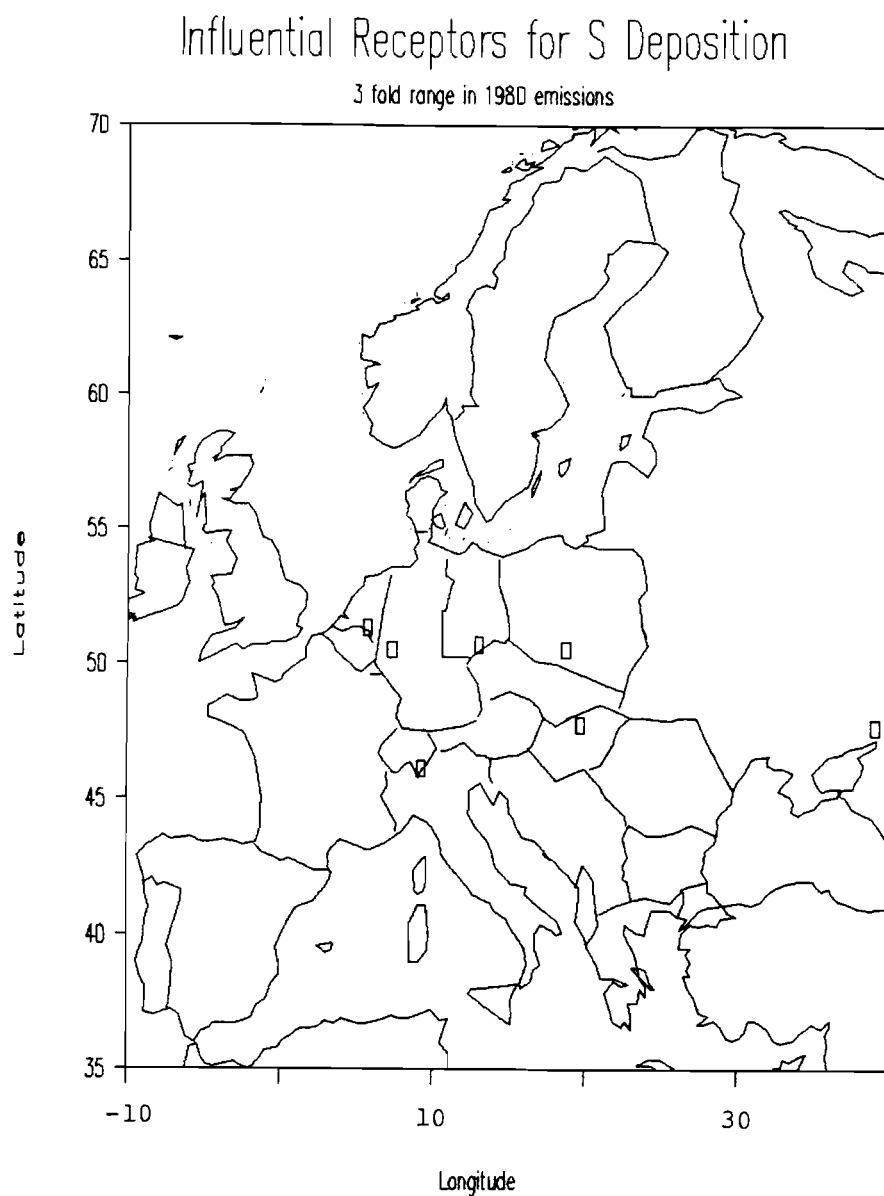 Influential Receptors for S Deposition
3 fold range in 1980 emissions
70
65
60
55
50
45
40
35
Latitude
-10
10
30
Longitude